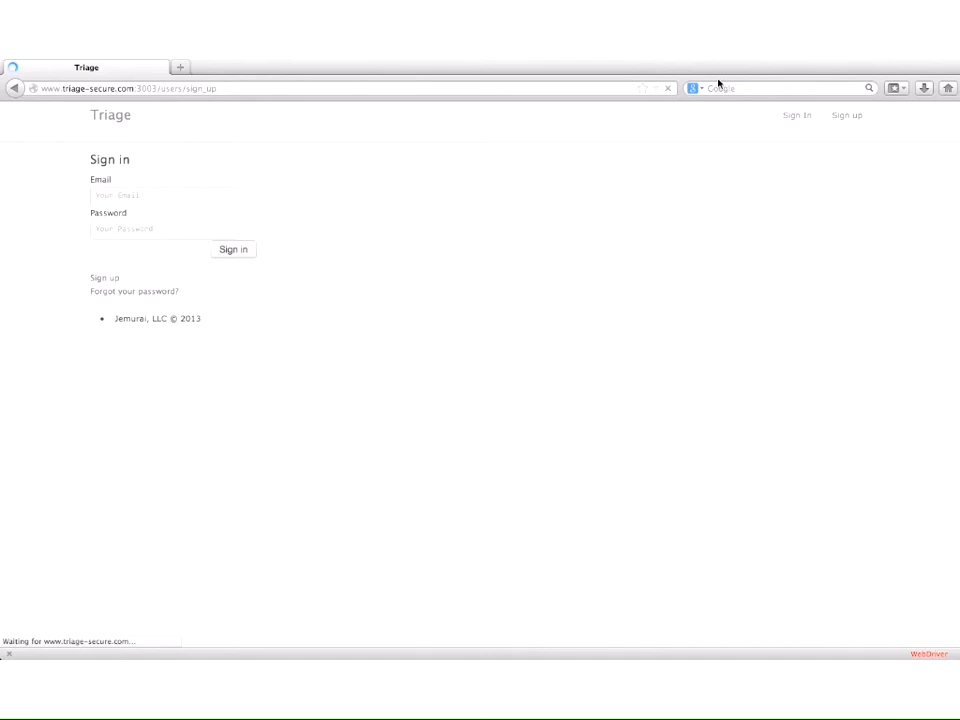 Triage
+
www.triage-secure.com:3003/users/sign_up
Google
Triage
Sign In
Sign up
Sign in
Email
Your Email
Password
Your Password
Sign in
Sign up
Forgot your password?
• Jemurai, LLC © 2013
Waiting for www.triage-secure.com...
WebDriver